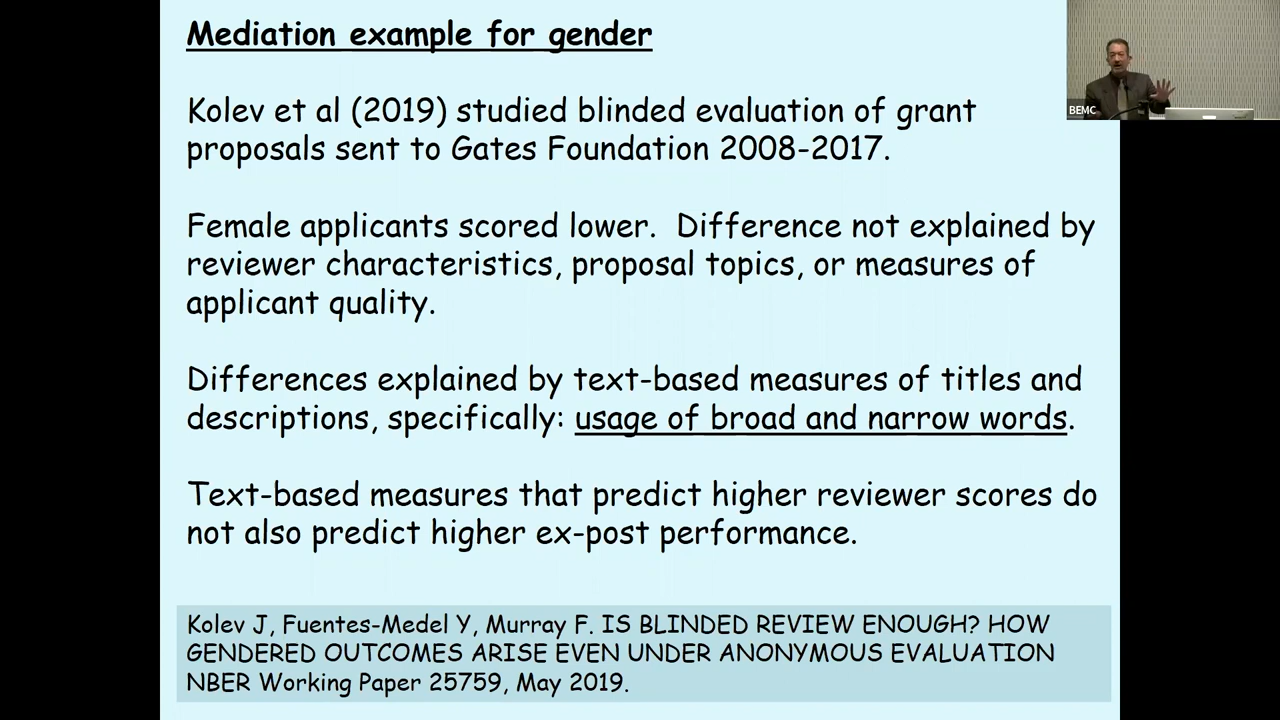 Mediation example for gender
Kolev et al (2019) studied blinded evaluation of grant
proposals sent to Gates Foundation 2008-2017.
Female applicants scored lower.  Difference not explained by
reviewer characteristics, proposal topics, or measures of
applicant quality.
Differences explained by text-based measures of titles and
descriptions, specifically: usage of broad and narrow words.
Text-based measures that predict higher reviewer scores do
not also predict higher ex-post performance.
Kolev J, Fuentes-Medel Y, Murray F. IS BLINDED REVIEW ENOUGH? HOW
GENDERED OUTCOMES ARISE EVEN UNDER ANONYMOUS EVALUATION
NBER Working Paper 25759, May 2019.
BEMC